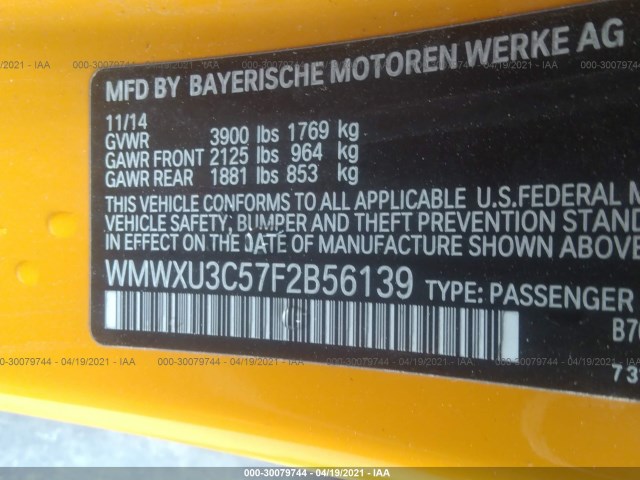 MFD BY BAYERISCHE MOTOREN WERKE AG
11/14
GVWR 3900 lbs 1769 kg
GAWR FRONT 2125 lbs 964 kg
GAWR REAR 1881 lbs 853 kg
THIS VEHICLE CONFORMS TO ALL APPLICABLE U.S.FEDERAL M
VEHICLE SAFETY, BUMPER AND THEFT PREVENTION STAND
IN EFFECT ON THE DATE OF MANUFACTURE SHOWN ABOVE
WMWXU3C57F2B56139 TYPE: PASSENGER
000-30079744 - 04/19/2021 - IAA